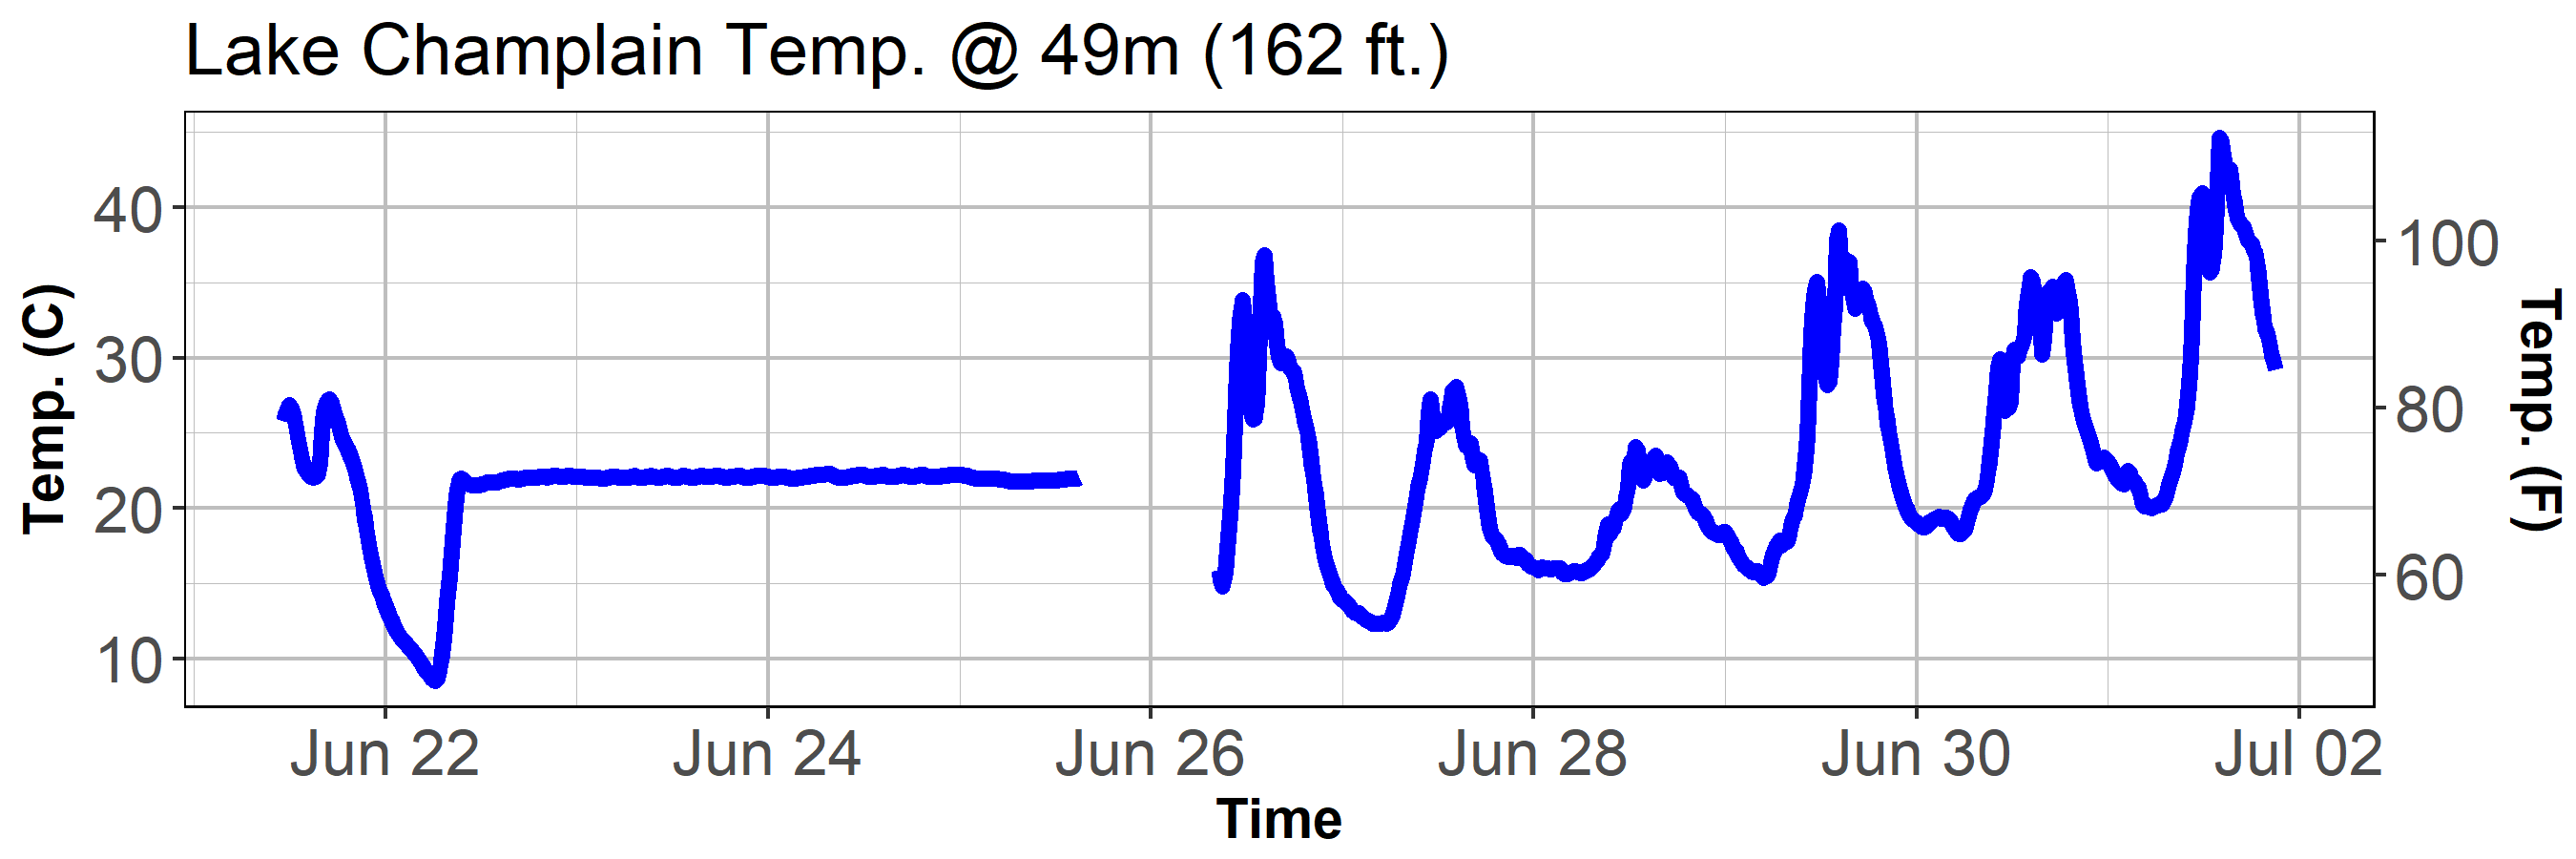 Lake Champlain Temp. @ 49m (162 ft.)
Temp. (C)
40
30
20
10
100
80
60
Temp. (F)
Jun 22
Jun 24
Jun 26
Jun 28
Jun 30
Jul 02
Time